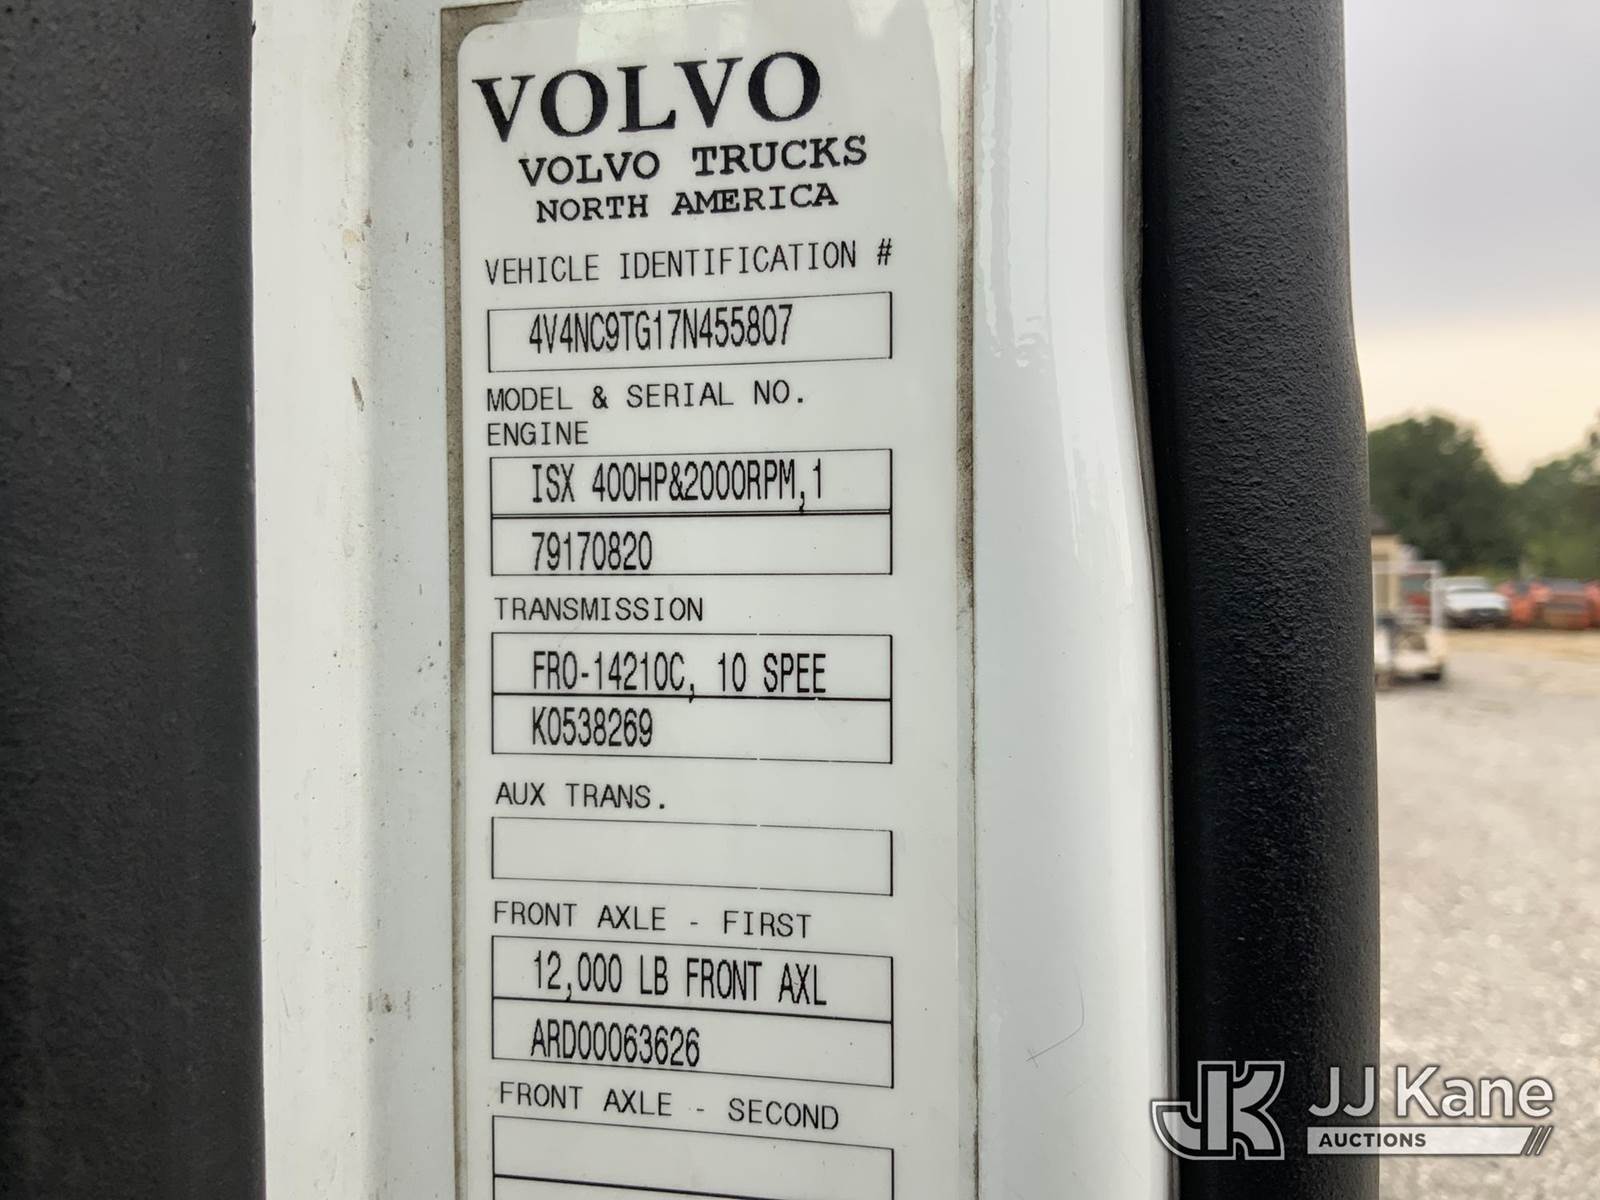 VOLVO
VOLVO TRUCKS
NORTH AMERICA
VEHICLE IDENTIFICATION #
4V4NC9TG17N455807
MODEL & SERIAL NO.
ENGINE
ISX 400HP&2000RPM,1
79170820
TRANSMISSION
FRO-14210C, 10 SPEE
K0538269
AUX TRANS.
FRONT AXLE - FIRST
12,000 LB FRONT AXL
ARD00063626
FRONT AXLE - SECOND
JK JJ Kane
AUCTIONS